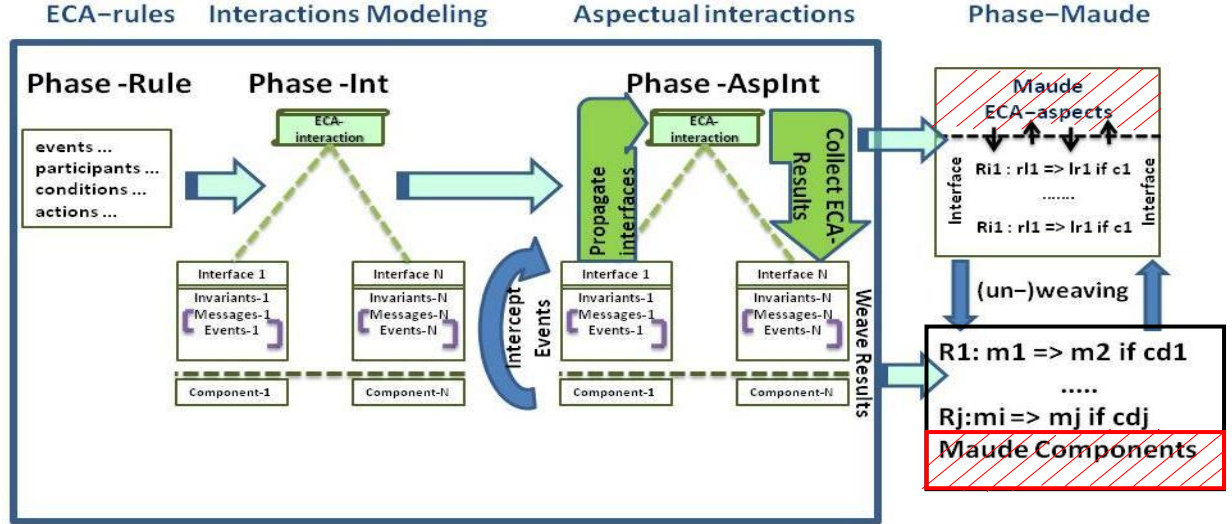 ECA-rules
Interactions Modeling
Aspectual interactions
Phase-Maude
Phase -Rule
events ...
participants ...
conditions ...
actions ...
Phase -Int
ECA-
interaction
Interface 1
Invariants-1
Messages-1
Events-1
Component-1
Interface N
Invariants-N
Messages-N
Events-N
Component-N
Intercept
Events
Phase -AspInt
Propagate
interfaces
ECA-
interaction
Collect ECA-
Results
Interface 1
Invariants-1
Messages-1
Events-1
Component-1
Interface N
Invariants-N
Messages-N
Events-N
Component-N
Weave Results
Maude
ECA-aspects
Interface
Ri1 : rl1 => lr1 if c1
.......
Ri1 : rl1 => lr1 if c1
Interface
(un-)weaving
R1: m1 => m2 if cd1
.....
Rj:mi => mj if cdj
Maude Components